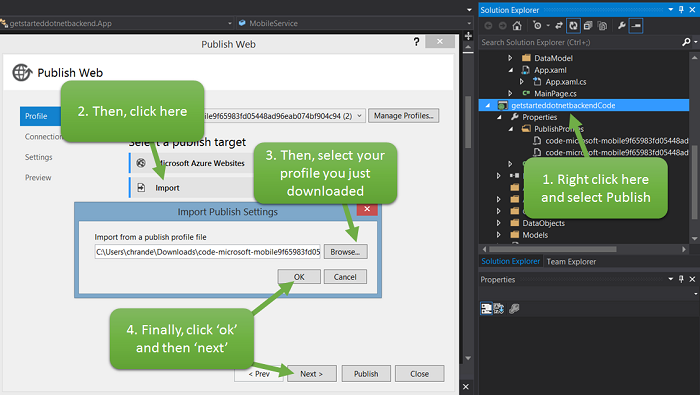 getstarteddotnetbackend.App
MobileService
Publish Web
?
Publish Web
Profile
Connection
Settings
Preview
2. Then, click here
ile9f65983fd05448ad96eab074bf904c94 (2)
Manage Profiles...
Select a publish target
Microsoft Azure Websites
Import
3. Then, select your
profile you just
downloaded
Import Publish Settings
Import from a publish profile file
C:\Users\chrande\Downloads\code-microsoft-mobile9f65983fd05
Browse...
OK
Cancel
4. Finally, click ‘ok’
and then ‘next’
< Prev
Next >
Publish
Close
Solution Explorer
Search Solution Explorer (Ctrl+;)
DataModel
App.xaml
App.xaml.cs
MainPage.cs
getstarteddotnetbackendCode
Properties
PublishProfiles
code-microsoft-mobile9f65983fd05448ad
code-microsoft-mobile9f65983fd05448ad
1. Right click here
and select Publish
DataObjects
Models
Solution Explorer
Team Explorer
Properties